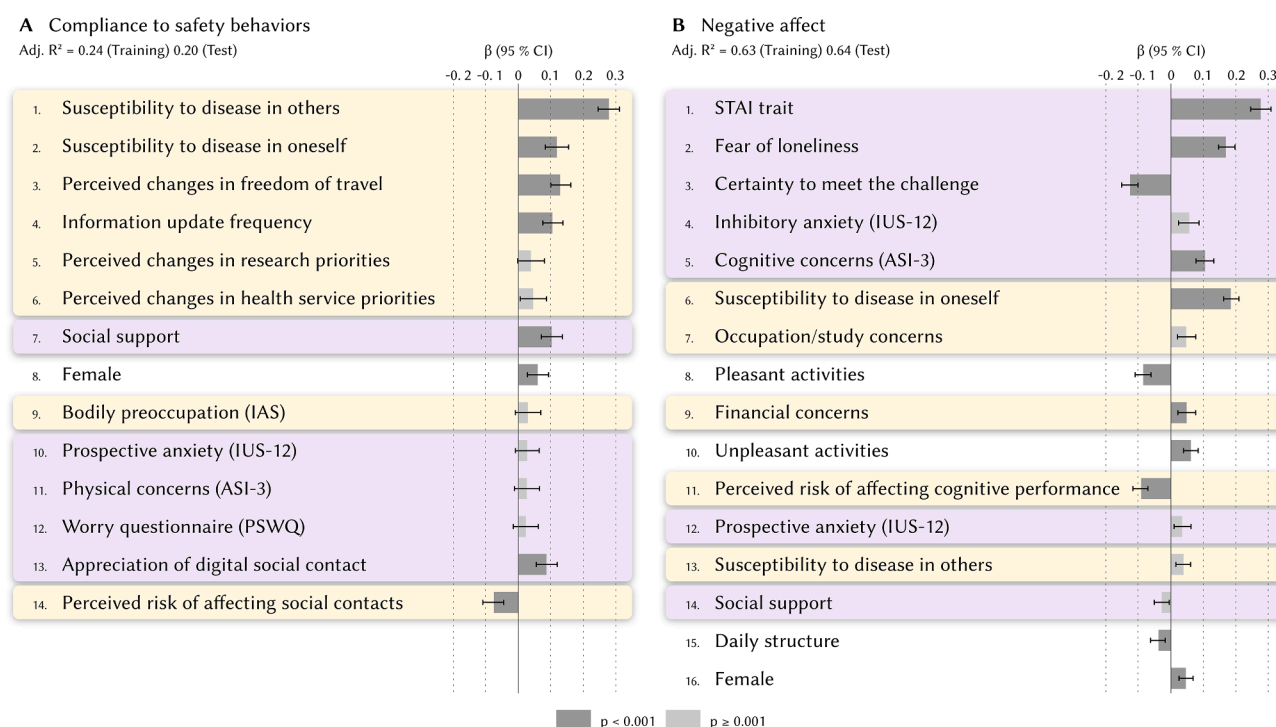 A Compliance to safety behaviors
Adj. R² = 0.24 (Training) 0.20 (Test)
β (95 % CI)
-0. 2 -0. 1 0 0.1 0.2 0.3
1. Susceptibility to disease in others
2. Susceptibility to disease in oneself
3. Perceived changes in freedom of travel
4. Information update frequency
5. Perceived changes in research priorities
6. Perceived changes in health service priorities
7. Social support
8. Female
9. Bodily preoccupation (IAS)
10. Prospective anxiety (IUS-12)
11. Physical concerns (ASI-3)
12. Worry questionnaire (PSWQ)
13. Appreciation of digital social contact
14. Perceived risk of affecting social contacts
B Negative affect
Adj. R² = 0.63 (Training) 0.64 (Test)
β (95 % CI)
-0. 2 -0. 1 0 0.1 0.2 0.3
1. STAI trait
2. Fear of loneliness
3. Certainty to meet the challenge
4. Inhibitory anxiety (IUS-12)
5. Cognitive concerns (ASI-3)
6. Susceptibility to disease in oneself
7. Occupation/study concerns
8. Pleasant activities
9. Financial concerns
10. Unpleasant activities
11. Perceived risk of affecting cognitive performance
12. Prospective anxiety (IUS-12)
13. Susceptibility to disease in others
14. Social support
15. Daily structure
16. Female
p < 0.001 p ≥ 0.001